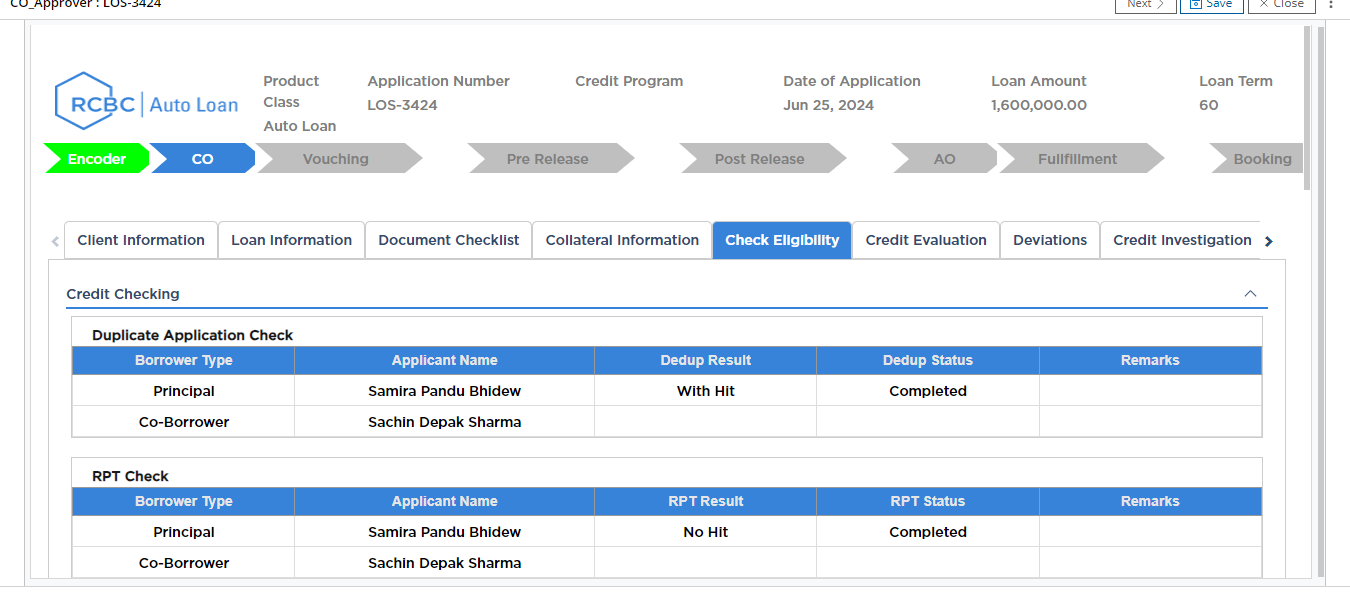 CO_Approver : LOS-3424 Next Save Close
Product Class Application Number Credit Program Date of Application Loan Amount Loan Term
RCBC Auto Loan
Auto Loan LOS-3424 Jun 25, 2024 1,600,000.00 60
Encoder CO Vouching Pre Release Post Release AO Fullfillment Booking
Client Information Loan Information Document Checklist Collateral Information Check Eligibility Credit Evaluation Deviations Credit Investigation
Credit Checking
Duplicate Application Check
Borrower Type Applicant Name Dedup Result Dedup Status Remarks
Principal Samira Pandu Bhidew With Hit Completed
Co-Borrower Sachin Depak Sharma
RPT Check
Borrower Type Applicant Name RPT Result RPT Status Remarks
Principal Samira Pandu Bhidew No Hit Completed
Co-Borrower Sachin Depak Sharma